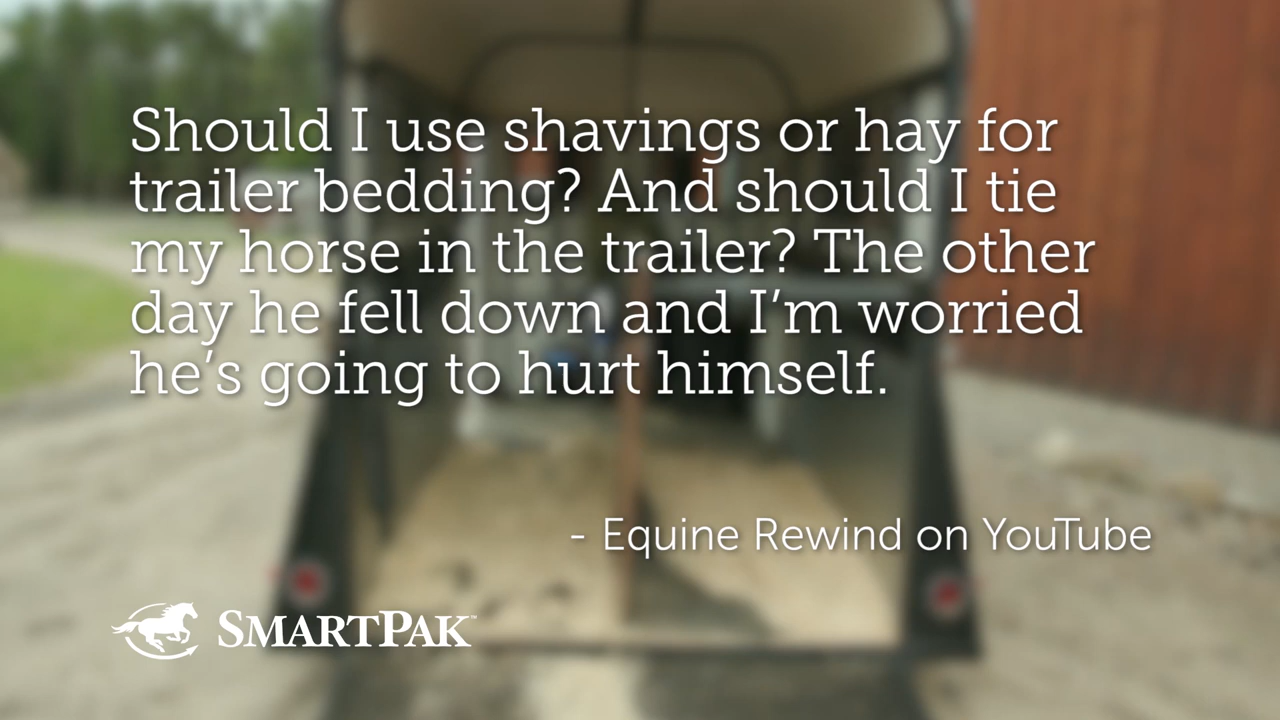 Should I use shavings or hay for
trailer bedding? And should I tie
my horse in the trailer? The other
day he fell down and I’m worried
he’s going to hurt himself.
- Equine Rewind on YouTube
SMARTPAK™